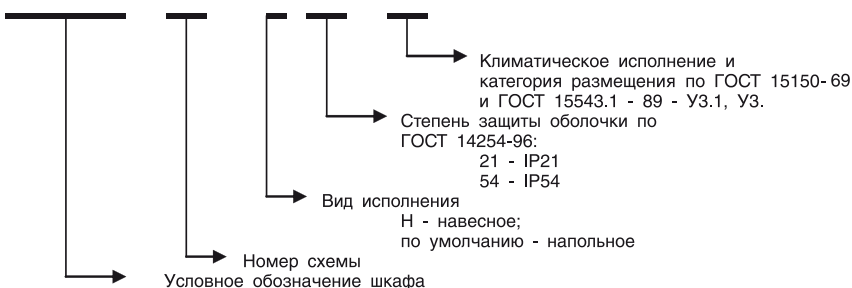 Климатическое исполнение и
категория размещения по ГОСТ 15150-69
и ГОСТ 15543.1 - 89 - У3.1, У3.
Степень защиты оболочки по
ГОСТ 14254-96:
21 - IP21
54 - IP54
Вид исполнения
Н - навесное;
по умолчанию - напольное
Номер схемы
Условное обозначение шкафа